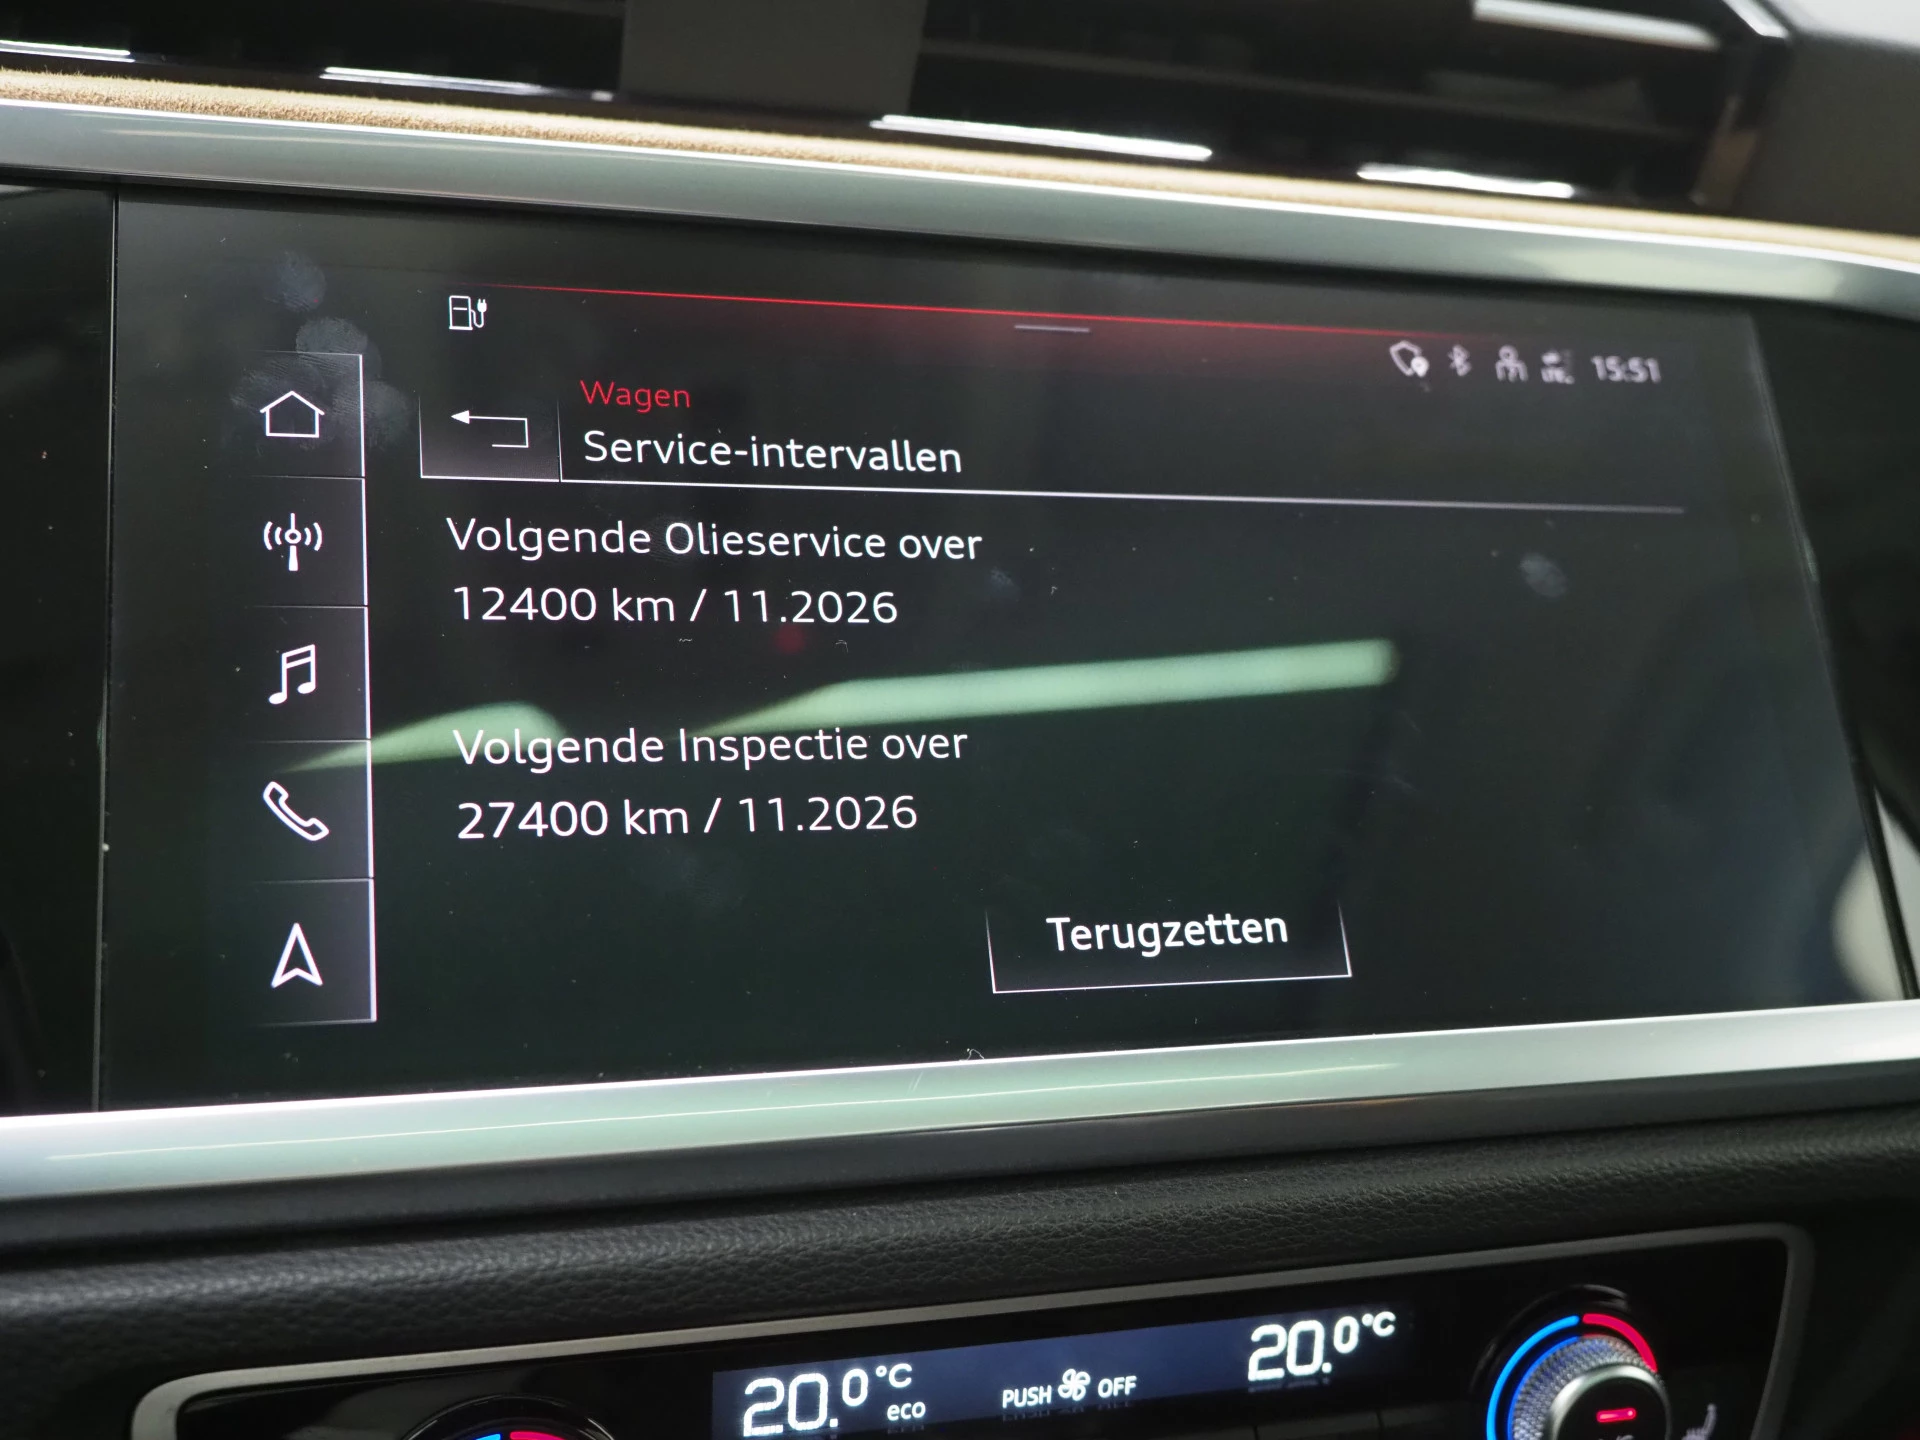 15:51
Wagen
Service-intervallen
Volgende Olieservice over
12400 km / 11.2026
Volgende Inspectie over
27400 km / 11.2026
Terugzetten
20.0°C
eco
PUSH OFF
20.0°C